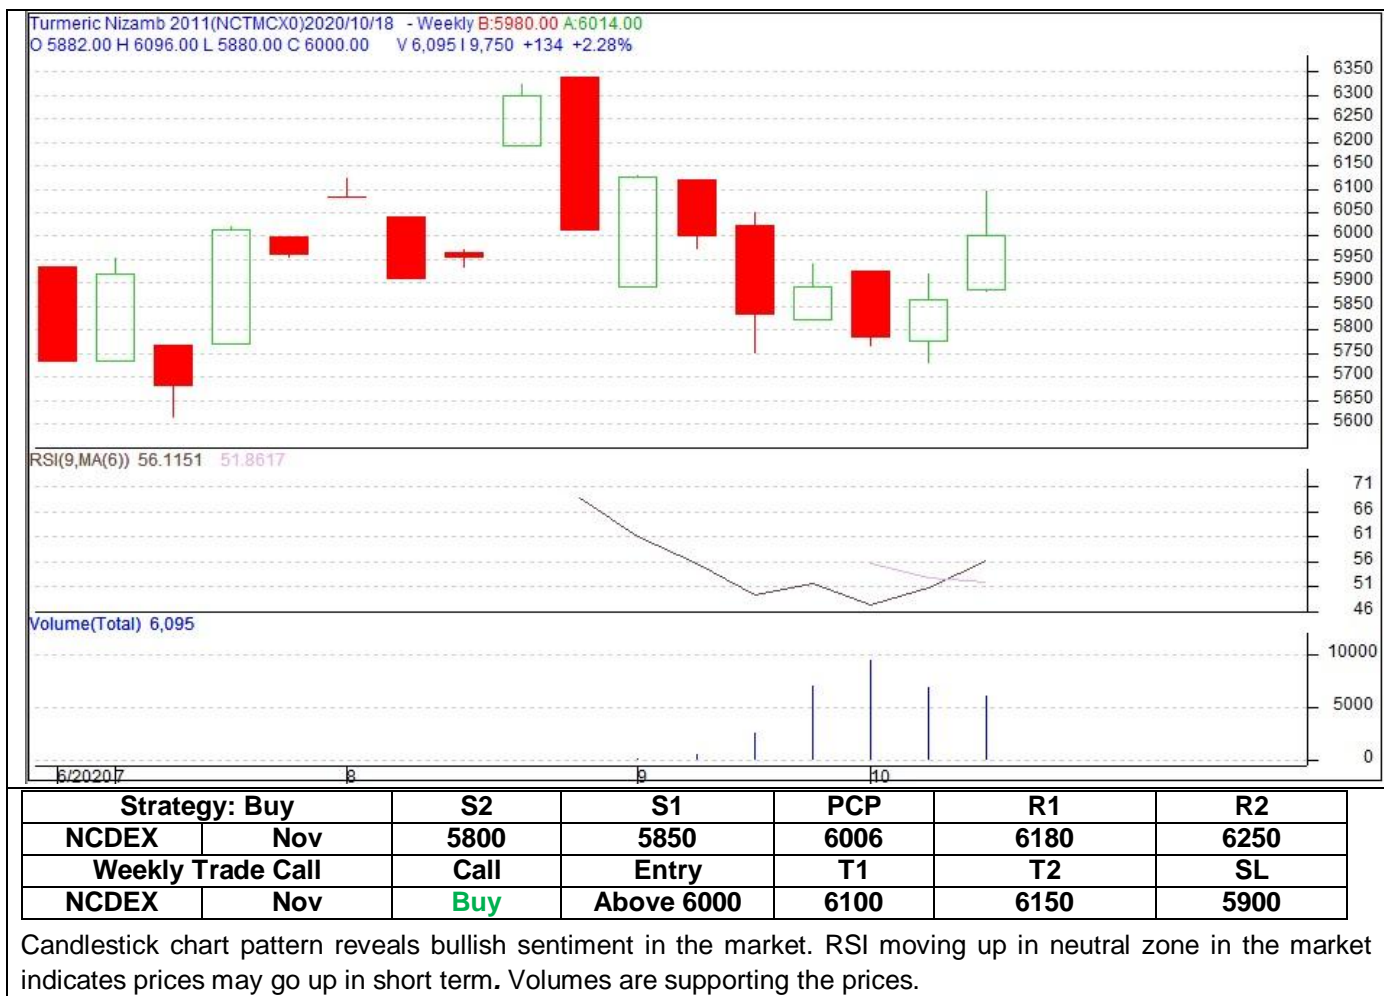 Turmeric Nizamb 2011(NCTMCX0)2020/10/18 - Weekly B:5980.00 A:6014.00
O 5882.00 H 6096.00 L 5880.00 C 6000.00 V 6,095 I 9,750 +134 +2.28%
6350
6300
6250
6200
6150
6100
6050
6000
5950
5900
5850
5800
5750
5700
5650
5600
RSI(9,MA(6)) 56.1151 51.8617
71
66
61
56
51
46
Volume(Total) 6,095
10000
5000
0
6/2020 7 8 9 10
Strategy: Buy S2 S1 PCP R1 R2
NCDEX Nov 5800 5850 6006 6180 6250
Weekly Trade Call Call Entry T1 T2 SL
NCDEX Nov Buy Above 6000 6100 6150 5900
Candlestick chart pattern reveals bullish sentiment in the market. RSI moving up in neutral zone in the market
indicates prices may go up in short term. Volumes are supporting the prices.